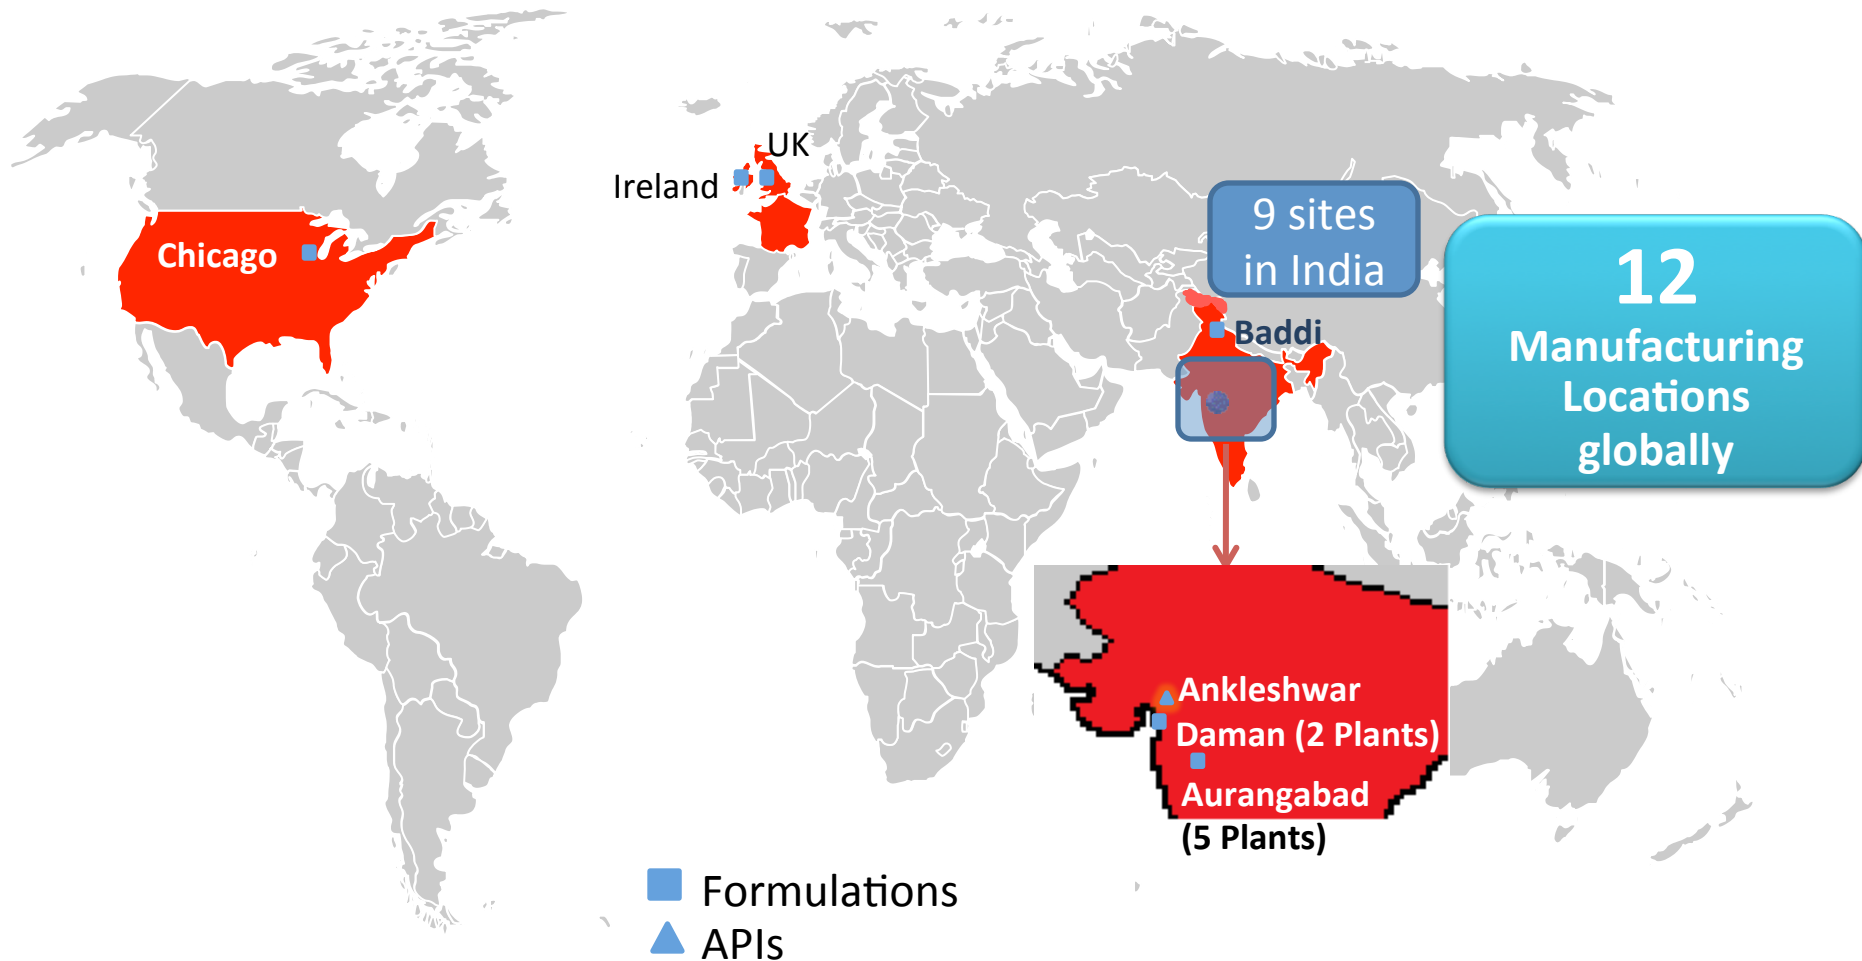 UK
Ireland
Chicago
9 sites
in India
Baddi
12
Manufacturing
Locations
globally
Ankleshwar
Daman (2 Plants)
Aurangabad
(5 Plants)
Formulations
APIs